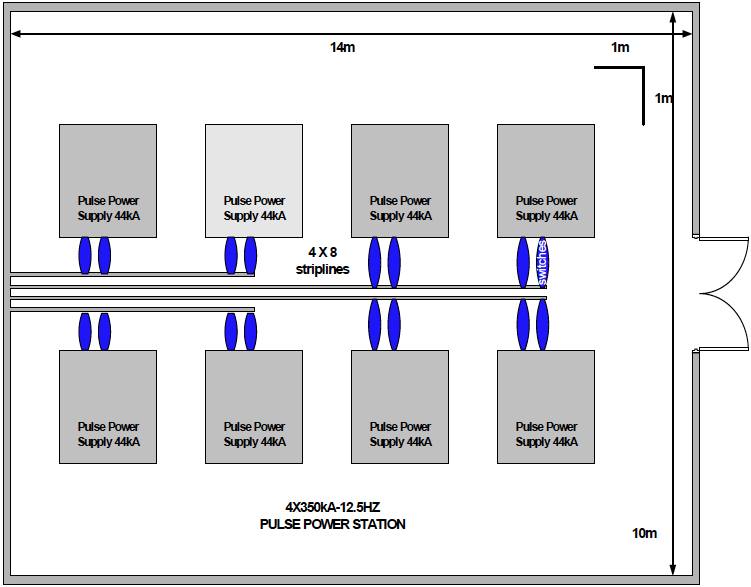 14m
1m
1m
Pulse Power
Supply 44kA
Pulse Power
Supply 44kA
Pulse Power
Supply 44kA
Pulse Power
Supply 44kA
4 X 8
striplines
switches
Pulse Power
Supply 44kA
Pulse Power
Supply 44kA
Pulse Power
Supply 44kA
Pulse Power
Supply 44kA
4X350kA-12.5HZ
PULSE POWER STATION
10m